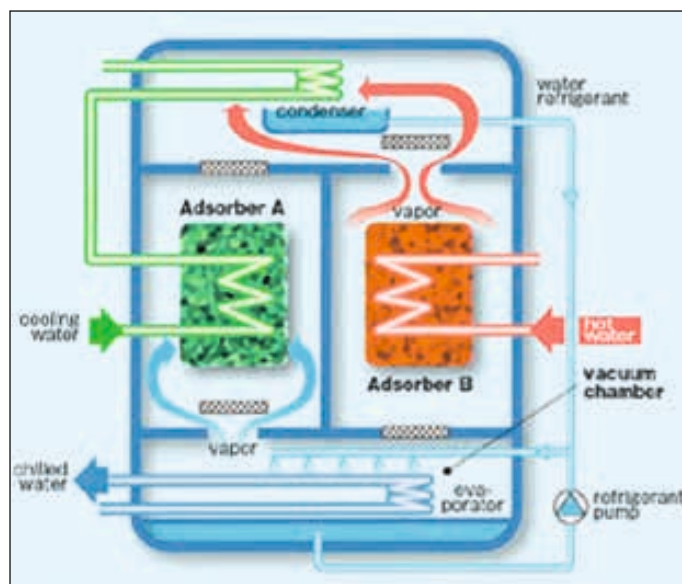 water
refrigerant
condenser
Adsorber A
vapor
cooling
water
hot
water
Adsorber B
vacuum
chamber
vapor
chilled
water
eva-
porator
refrigerant
pump